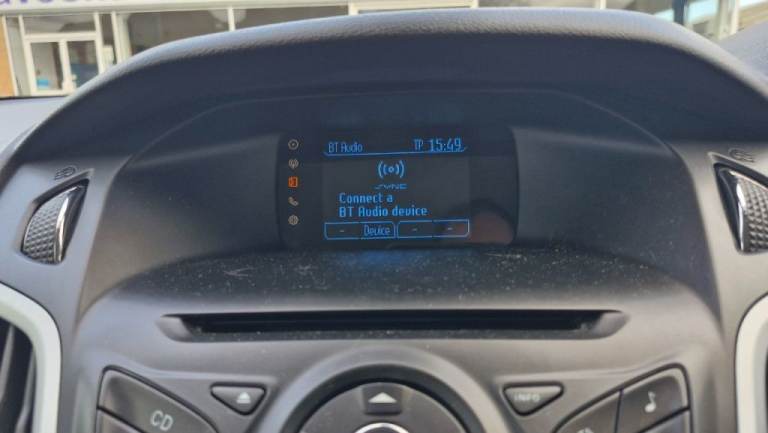 BT Audio TP 15:49
SYNC
Connect a
BT Audio device
- Device - -
CD
INFO